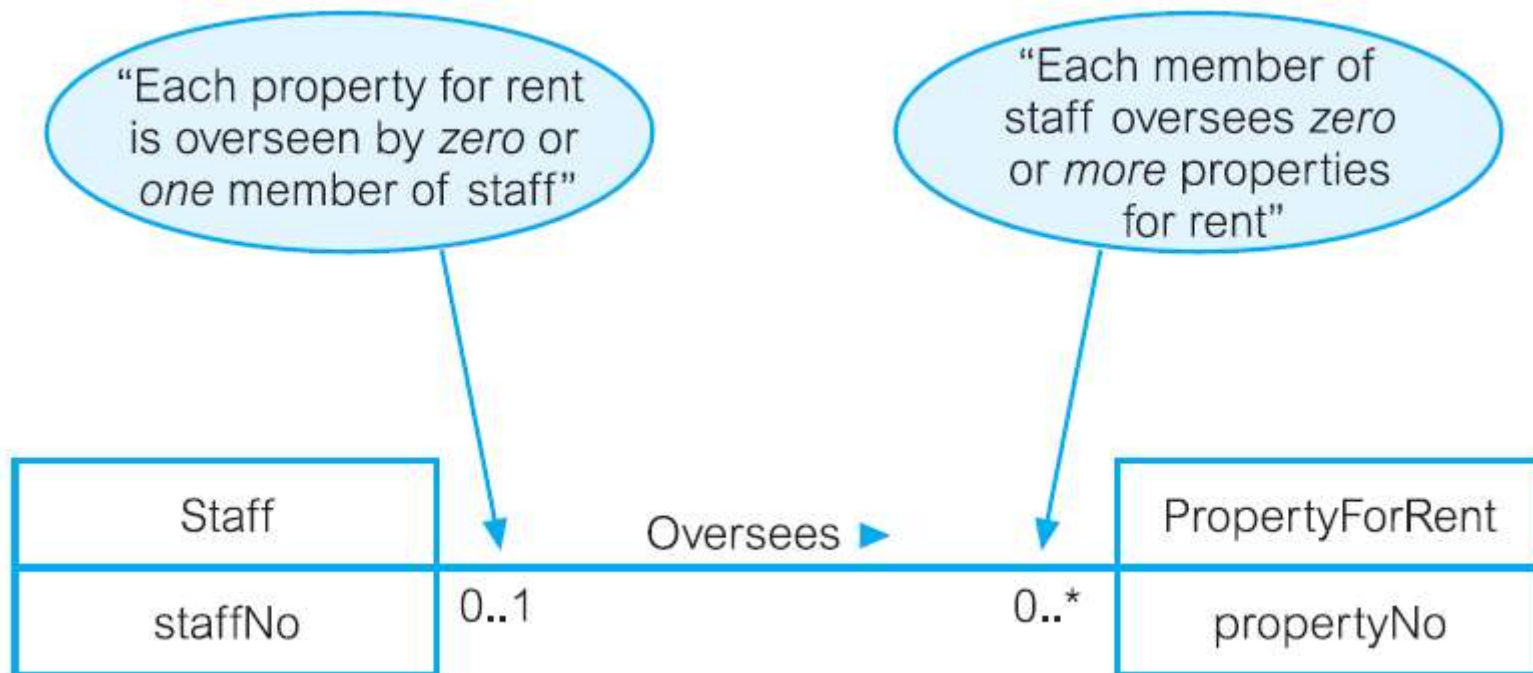 “Each property for rent
is overseen by zero or
one member of staff”
“Each member of
staff oversees zero
or more properties
for rent”
Staff
staffNo
0..1
Oversees ►
0..*
PropertyForRent
propertyNo